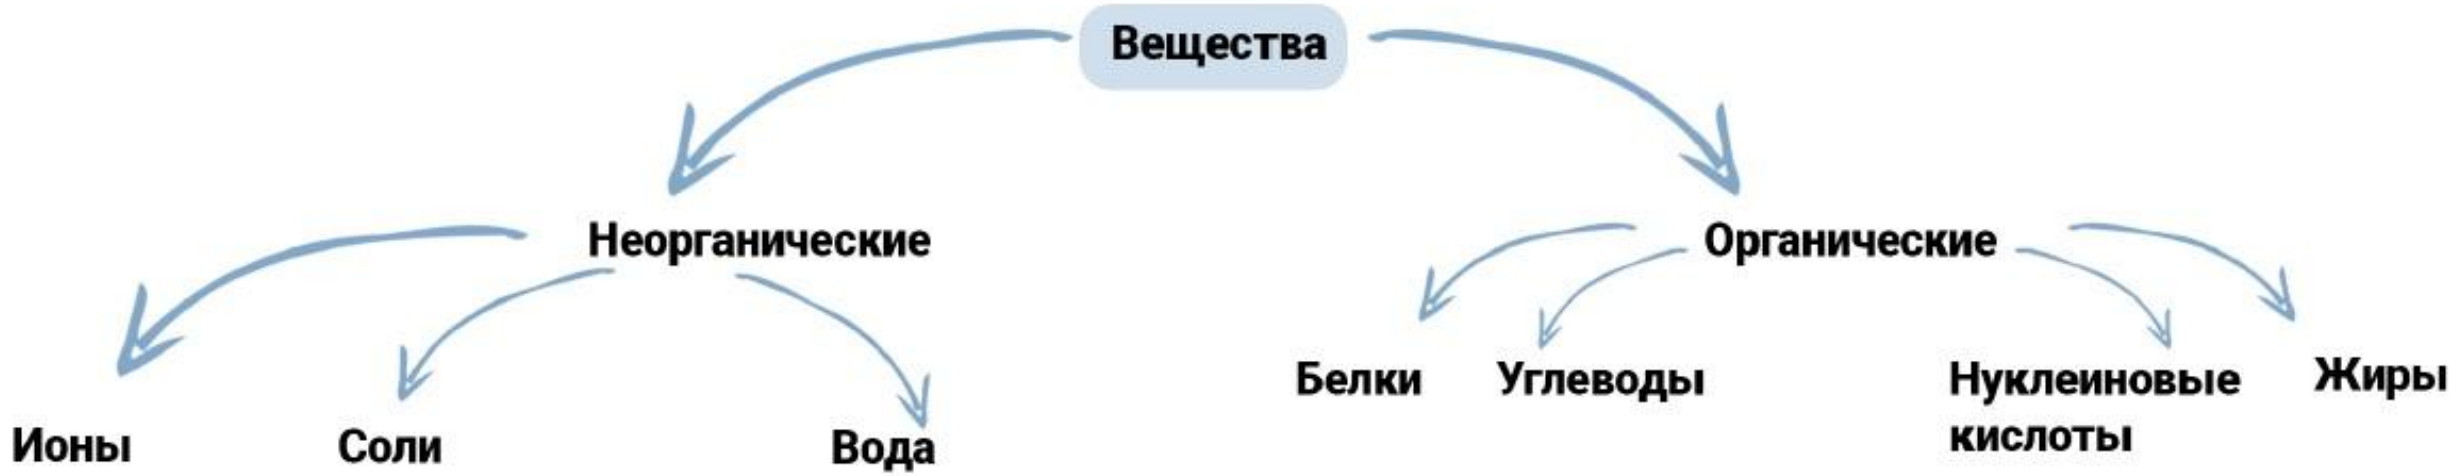 Вещества
Неорганические
Органические
Белки
Углеводы
Нуклеиновые
кислоты
Жиры
Ионы
Соли
Вода